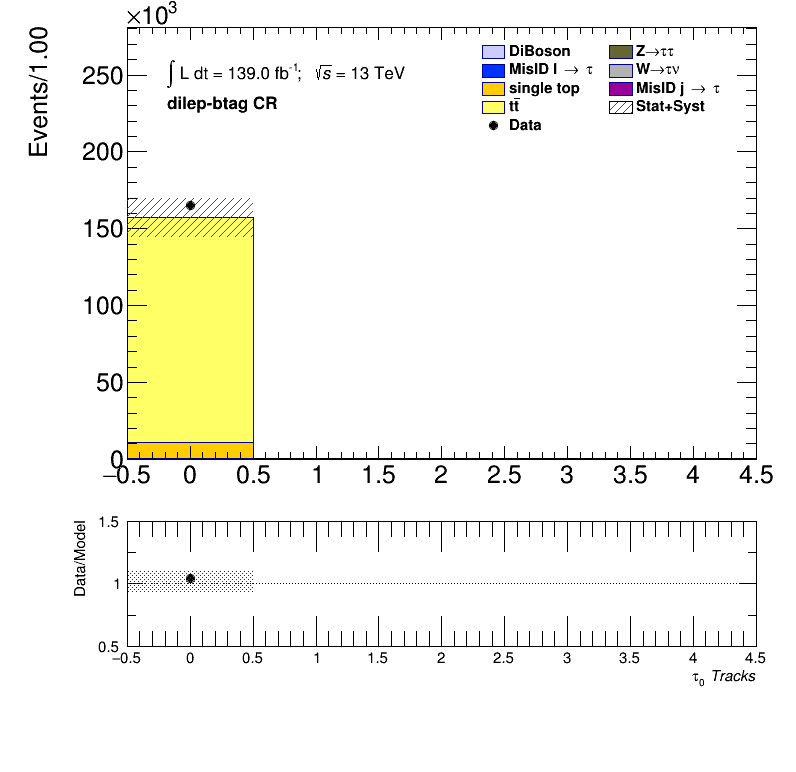 ×10³
Events/1.00
250
200
150
100
50
0
∫ L dt = 139.0 fb⁻¹; √s = 13 TeV
dilep-btag CR
DiBoson
MisID l → τ
single top
tt̄
Data
Z→ττ
W→τν
MisID j → τ
Stat+Syst
−0.5 0 0.5 1 1.5 2 2.5 3 3.5 4 4.5
Data/Model
1.5
1
0.5
−0.5 0 0.5 1 1.5 2 2.5 3 3.5 4 4.5
τ₀ Tracks